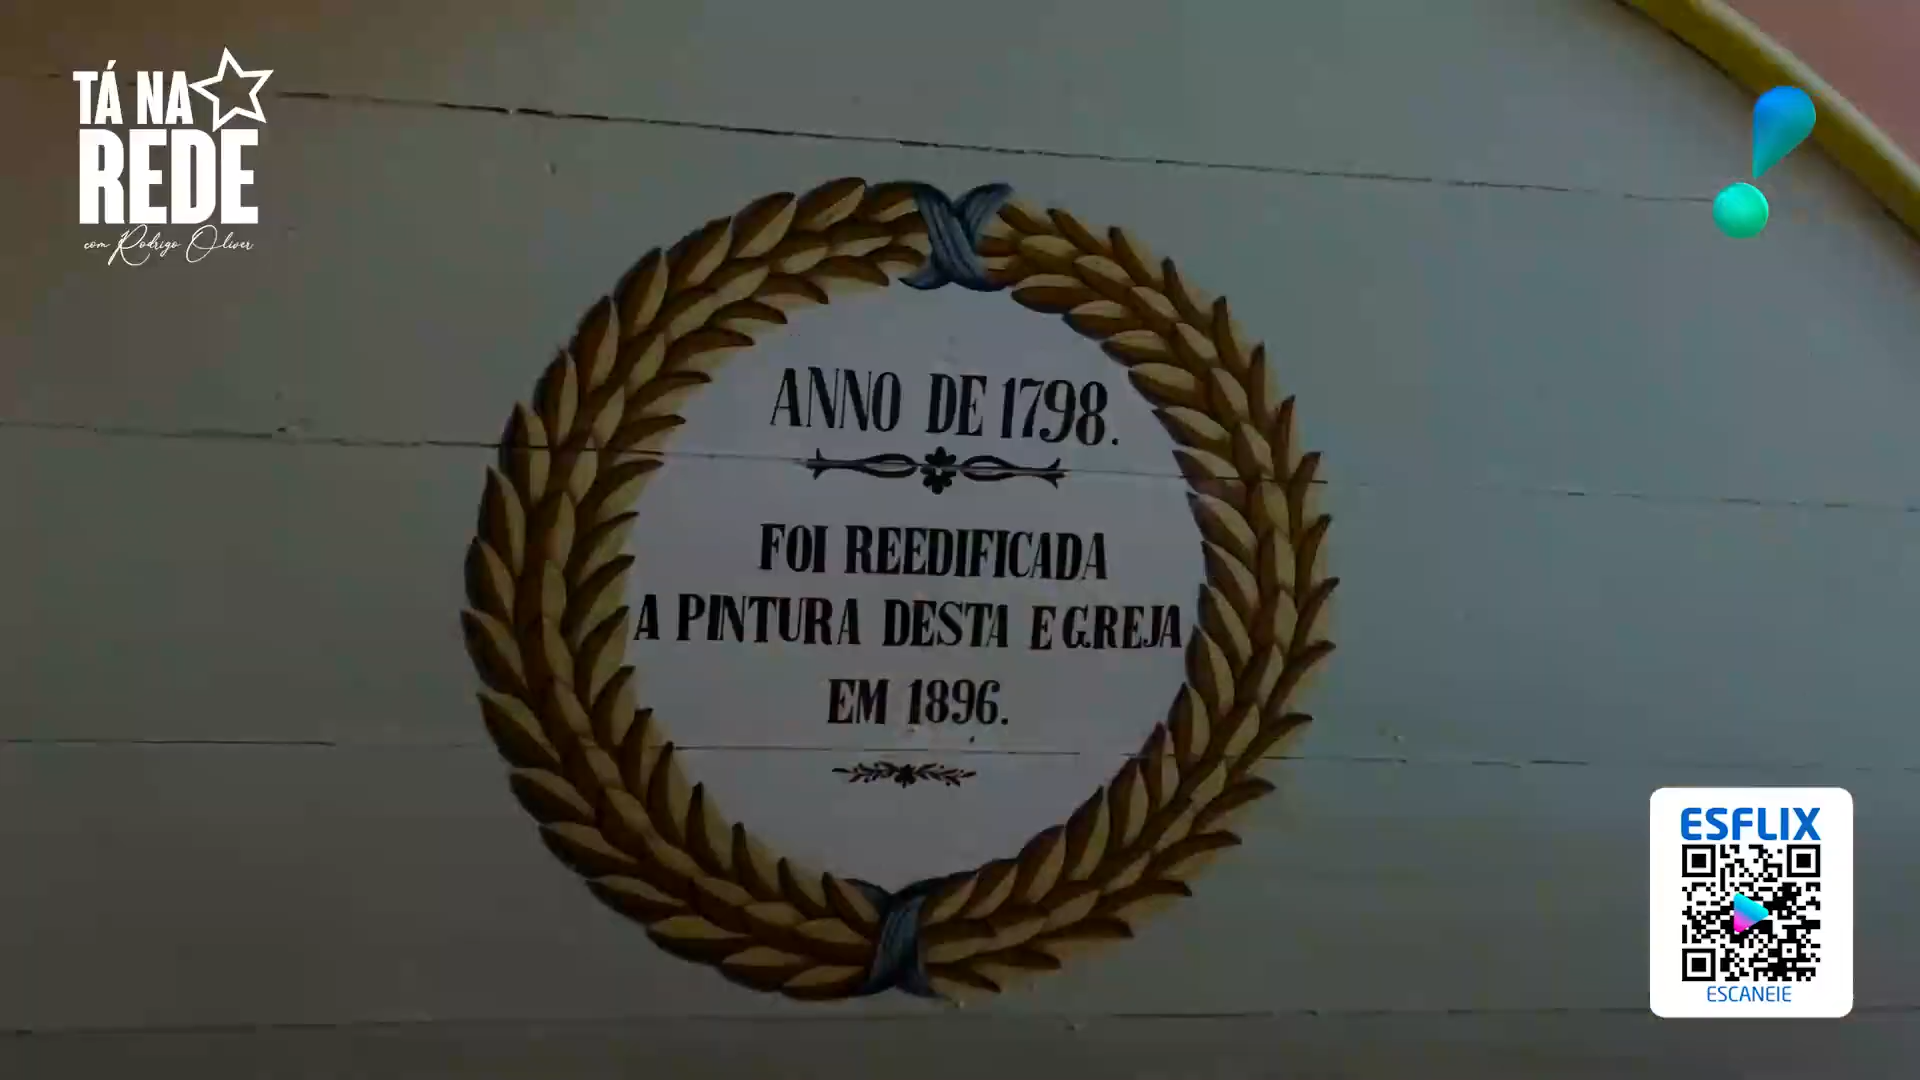 TÁ NA
REDE
com Rodrigo Oliver
ANNO DE 1798.
FOI REEDIFICADA
A PINTURA DESTA EGREJA
EM 1896.
ESFLIX
ESCANEIE